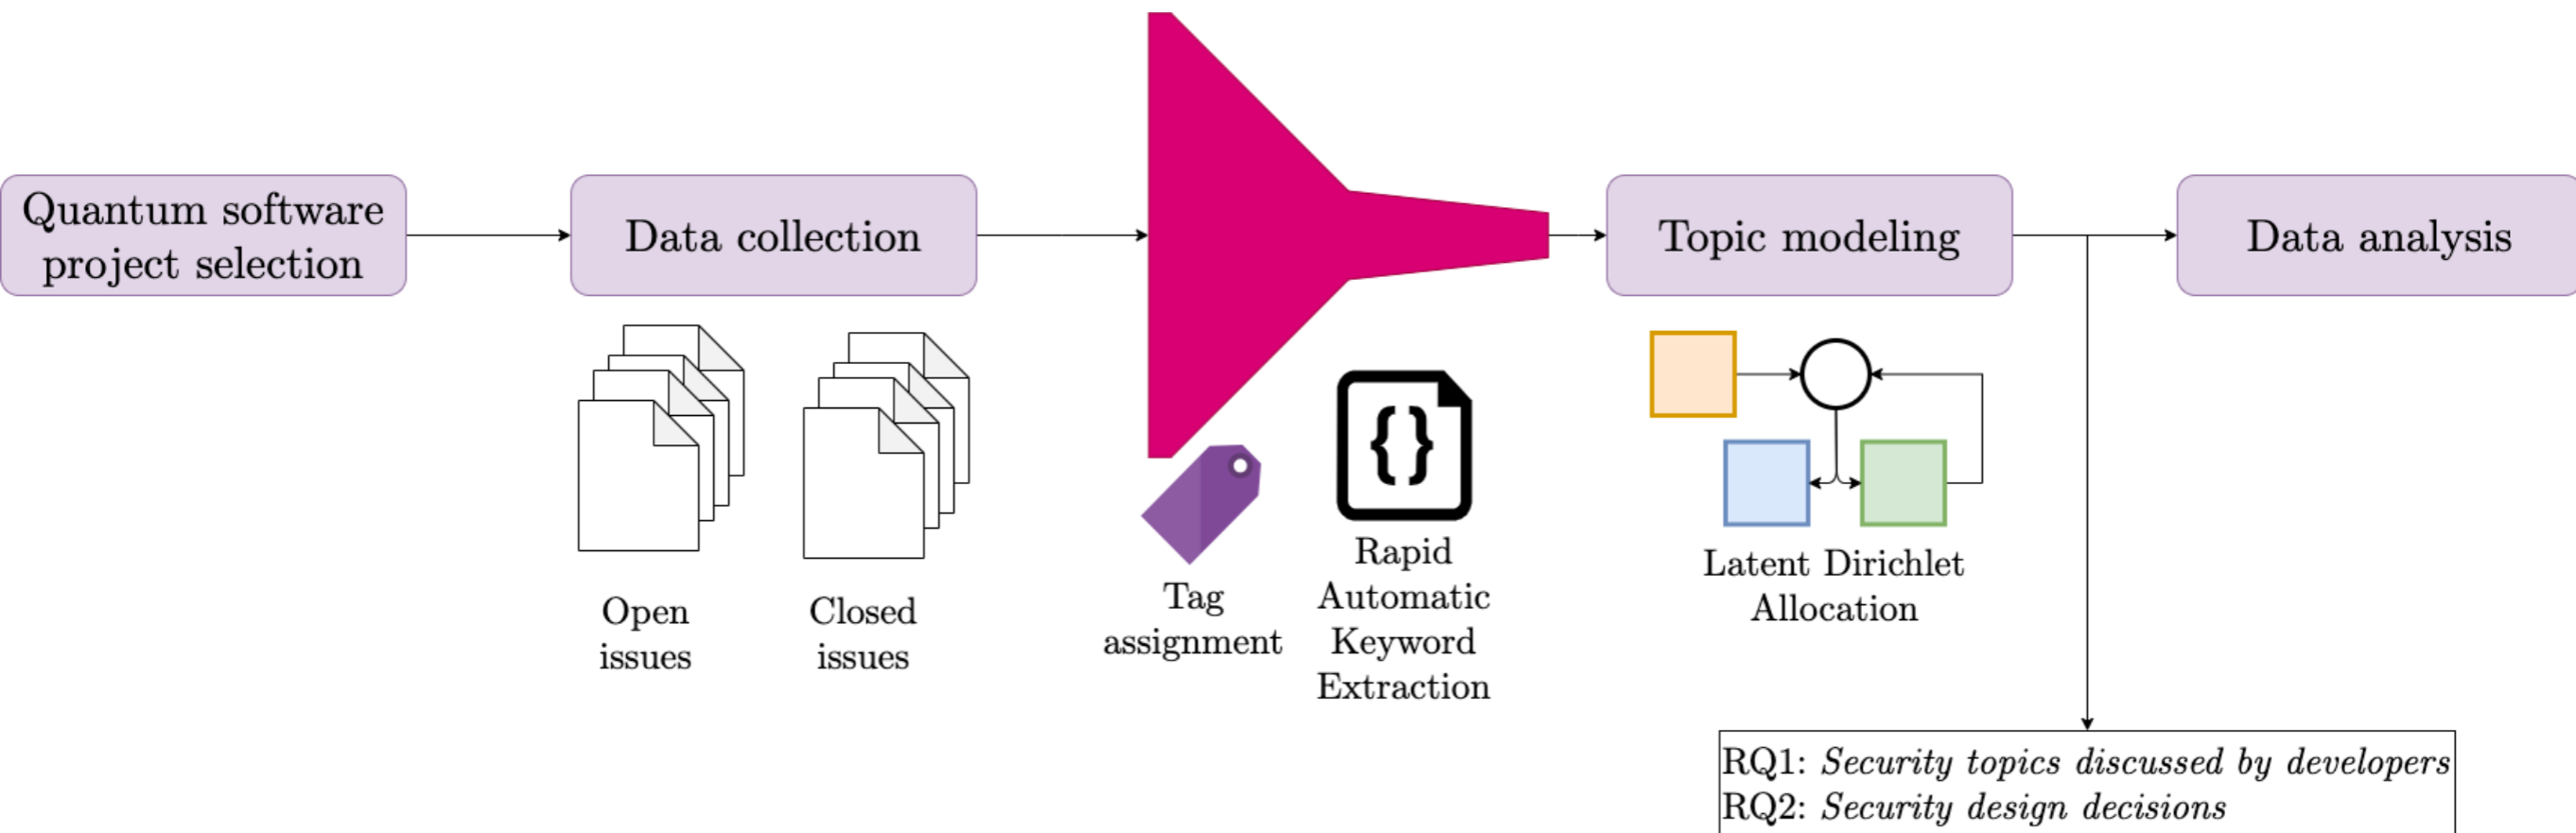 Quantum software
project selection
Data collection
Topic modeling
Data analysis
Open
issues
Closed
issues
Tag
assignment
{}
Rapid
Automatic
Keyword
Extraction
Latent Dirichlet
Allocation
RQ1: Security topics discussed by developers
RQ2: Security design decisions